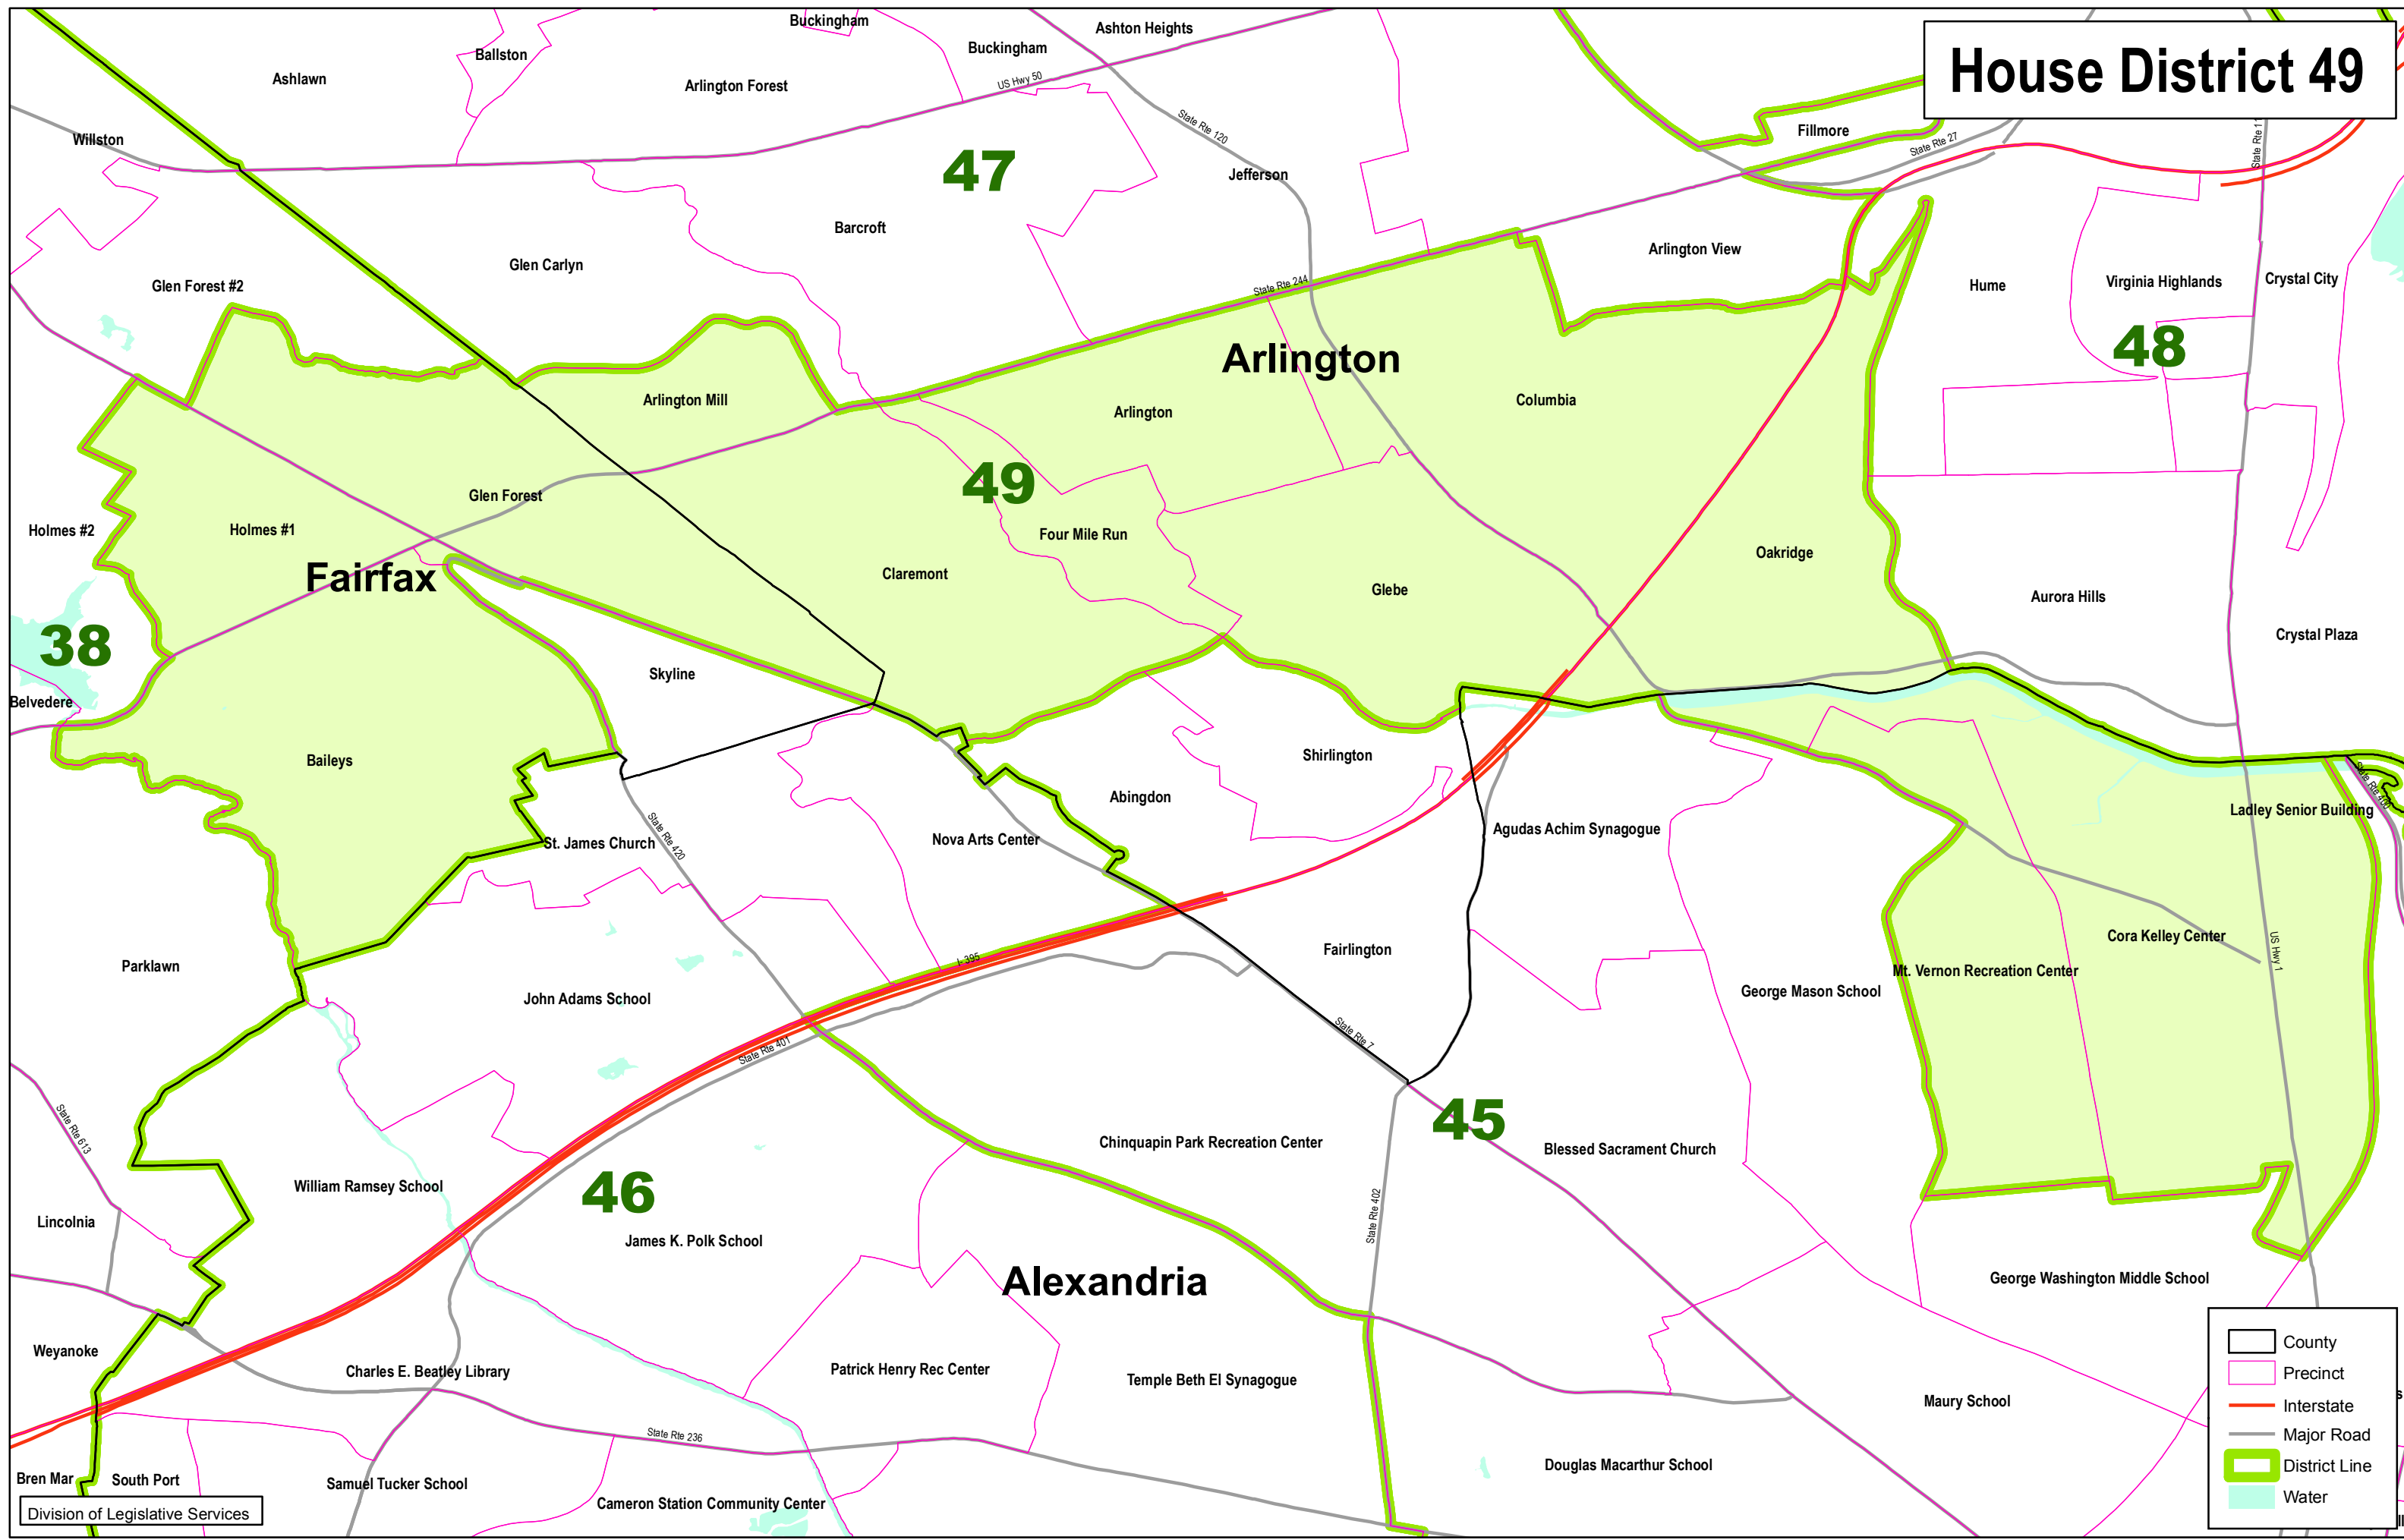 House District 49
Buckingham
Ashton Heights
Buckingham
Ballston
Ashlawn
Arlington Forest
US Hwy 50
State Rte 120
Willston
Fillmore
State Rte 27
State Rte 11
47
Jefferson
Barcroft
Arlington View
Glen Carlyn
Glen Forest #2
State Rte 244
Hume
Virginia Highlands
Crystal City
48
Arlington
Arlington Mill
Arlington
Columbia
49
Glen Forest
Holmes #2
Holmes #1
Four Mile Run
Oakridge
Fairfax
Claremont
Glebe
Aurora Hills
38
Crystal Plaza
Skyline
Belvedere
Baileys
Shirlington
State Rte 400
Abingdon
Ladley Senior Building
State Rte 420
St. James Church
Nova Arts Center
Agudas Achim Synagogue
Cora Kelley Center
US Hwy 1
Fairlington
I- 395
Parklawn
Mt. Vernon Recreation Center
John Adams School
George Mason School
State Rte 7
State Rte 401
State Rte 613
45
Chinquapin Park Recreation Center
Blessed Sacrament Church
William Ramsey School
46
State Rte 402
Lincolnia
James K. Polk School
Alexandria
George Washington Middle School
Weyanoke
Charles E. Beatley Library
Patrick Henry Rec Center
Temple Beth El Synagogue
Maury School
State Rte 236
Bren Mar
South Port
Samuel Tucker School
Cameron Station Community Center
Douglas Macarthur School
County
Precinct
Interstate
Major Road
District Line
Water
Division of Legislative Services